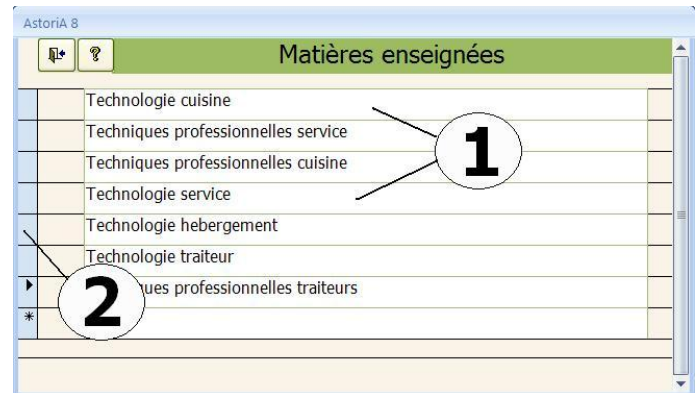 AstoriA 8
? Matières enseignées
Technologie cuisine
Techniques professionnelles service
1
Techniques professionnelles cuisine
Technologie service
Technologie hebergement
Technologie traiteur
2
ques professionnelles traiteurs
*